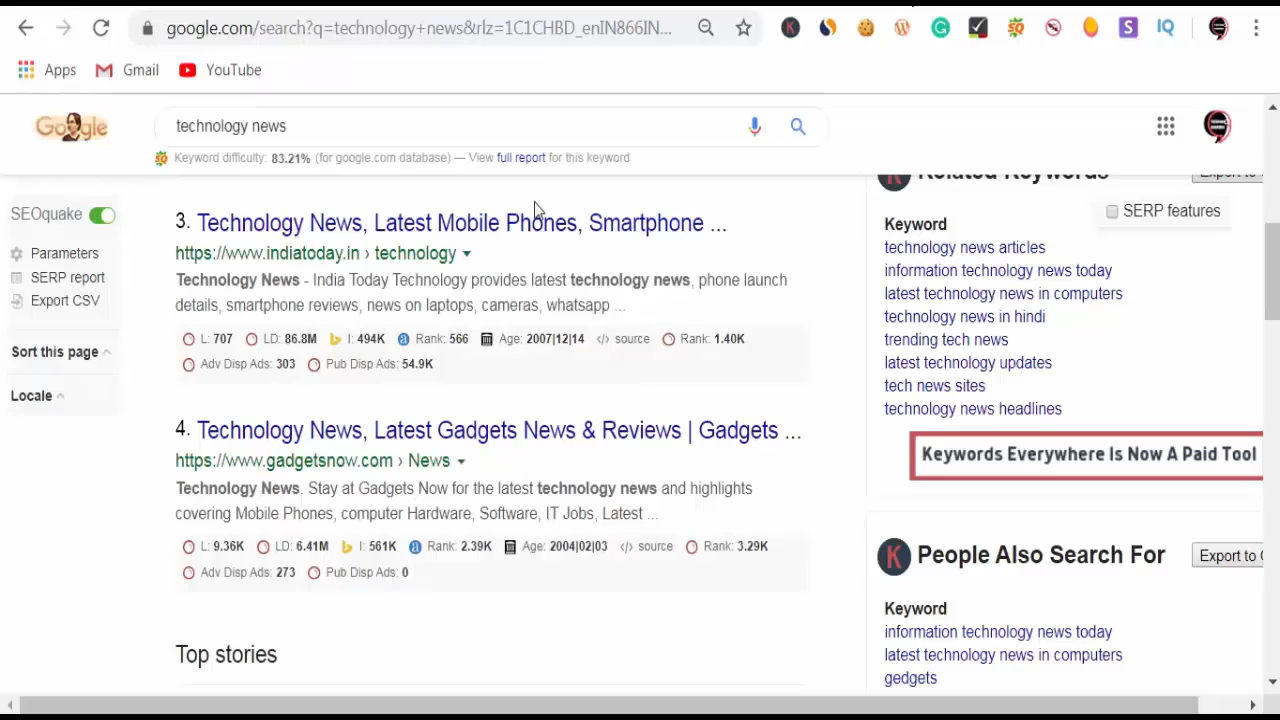 google.com/search?q=technology+news&rlz=1C1CHBD_enIN866IN...
Apps
Gmail
YouTube
Google
technology news
Keyword difficulty: 83.21% (for google.com database) — View full report for this keyword
SEOquake
Parameters
SERP report
Export CSV
Sort this page
Locale
3. Technology News, Latest Mobile Phones, Smartphone ...
https://www.indiatoday.in › technology
Technology News - India Today Technology provides latest technology news, phone launch
details, smartphone reviews, news on laptops, cameras, whatsapp ...
L: 707 LD: 86.8M I: 494K Rank: 566 Age: 2007|12|14 </> source Rank: 1.40K
Adv Disp Ads: 303 Pub Disp Ads: 54.9K
4. Technology News, Latest Gadgets News & Reviews | Gadgets ...
https://www.gadgetsnow.com › News
Technology News. Stay at Gadgets Now for the latest technology news and highlights
covering Mobile Phones, computer Hardware, Software, IT Jobs, Latest ...
L: 9.36K LD: 6.41M I: 561K Rank: 2.39K Age: 2004|02|03 </> source Rank: 3.29K
Adv Disp Ads: 273 Pub Disp Ads: 0
Top stories
K Related Keywords
Export to
SERP features
Keyword
technology news articles
information technology news today
latest technology news in computers
technology news in hindi
trending tech news
latest technology updates
tech news sites
technology news headlines
Keywords Everywhere Is Now A Paid Tool
K People Also Search For
Export to
Keyword
information technology news today
latest technology news in computers
gedgets